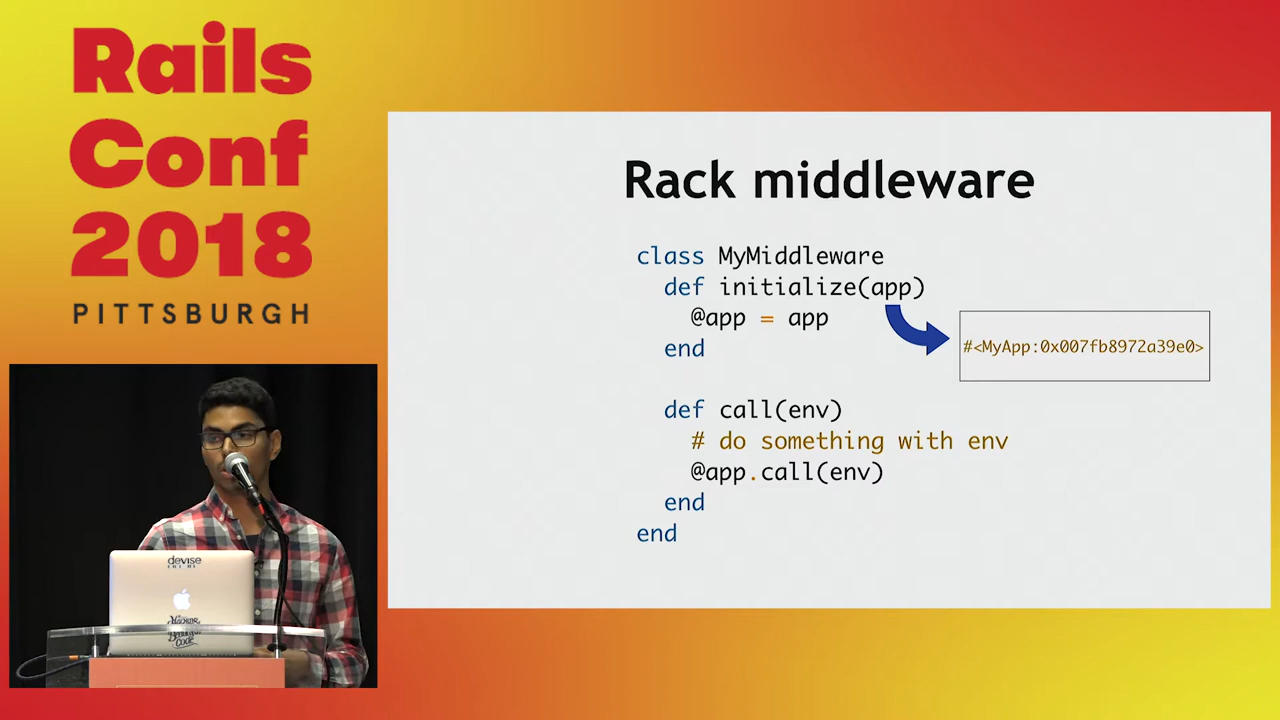 Rails
Conf
2018
PITTSBURGH
Rack middleware
class MyMiddleware
def initialize(app)
@app = app
end
#<MyApp:0x007fb8972a39e0>
def call(env)
# do something with env
@app.call(env)
end
end
devise
Code